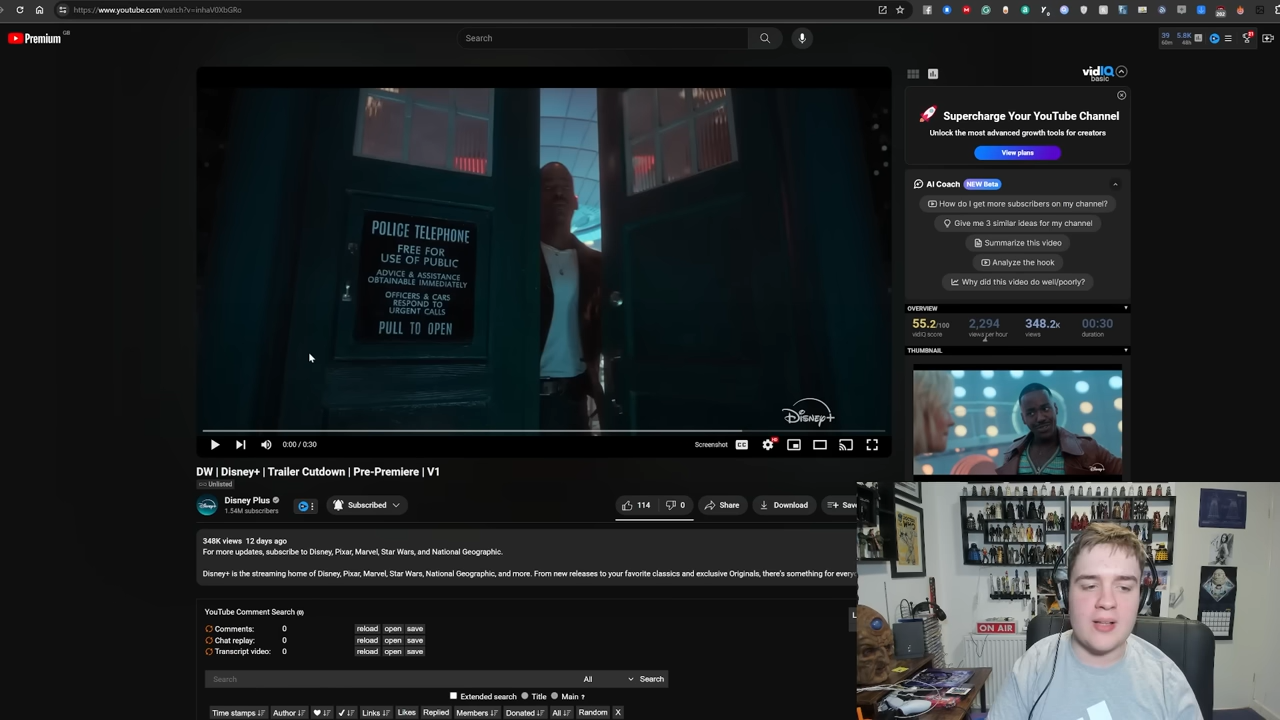 https://www.youtube.com/watch?v=inhaV0XbGRo
Premium GB
Search
39 60m 5.8K 48h
POLICE TELEPHONE
FREE FOR
USE OF PUBLIC
ADVICE & ASSISTANCE
OBTAINABLE IMMEDIATELY
OFFICERS & CARS
RESPOND TO
URGENT CALLS
PULL TO OPEN
Disney+
0:00 / 0:30
Screenshot
DW | Disney+ | Trailer Cutdown | Pre-Premiere | V1
Unlisted
Disney Plus
1.54M subscribers
Subscribed
114
0
Share
Download
Save
348K views 12 days ago
For more updates, subscribe to Disney, Pixar, Marvel, Star Wars, and National Geographic.
Disney+ is the streaming home of Disney, Pixar, Marvel, Star Wars, National Geographic, and more. From new releases to your favorite classics and exclusive Originals, there's something for every
YouTube Comment Search (0)
Comments: 0 reload open save
Chat replay: 0 reload open save
Transcript video: 0 reload open save
Search All Search
Extended search Title Main ?
Time stamps Author Links Likes Replied Members Donated All Random X
vidIQ
basic
Supercharge Your YouTube Channel
Unlock the most advanced growth tools for creators
View plans
AI Coach NEW Beta
How do I get more subscribers on my channel?
Give me 3 similar ideas for my channel
Summarize this video
Analyze the hook
Why did this video do well/poorly?
OVERVIEW
55.2/100 2,294 348.2K 00:30
vidIQ score views per hour views duration
THUMBNAIL
Disney+
ON AIR